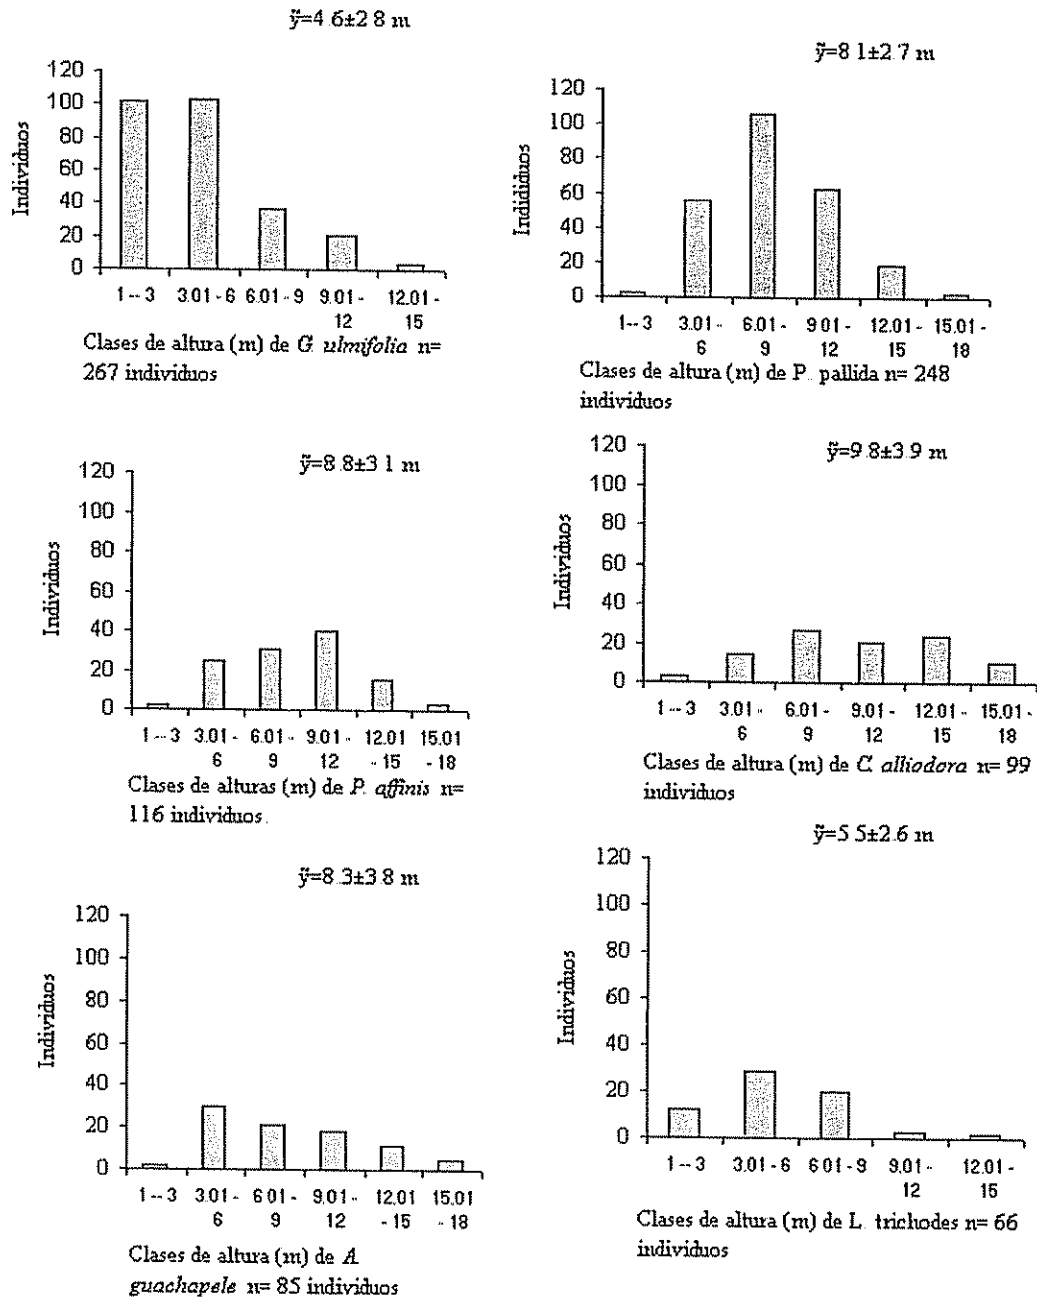 ỹ=4.6±2.8 m
120
100
80
60
40
20
0
Individuos
1 -- 3 3.01 - 6 6.01 - 9 9.01 - 12.01 -
12 15
Clases de altura (m) de G. ulmifolia n=
267 individuos
ỹ=8.1±2.7 m
120
100
80
60
40
20
0
Indididuos
1-- 3 3.01 - 6.01 - 9.01 - 12.01 - 15.01 -
6 9 12 15 18
Clases de altura (m) de P. pallida n= 248
individuos
ỹ=8.8±3.1 m
120
100
80
60
40
20
0
Individuos
1 -- 3 3.01 - 6.01 - 9.01 - 12.01 15.01
6 9 12 - 15 - 18
Clases de alturas (m) de P. affinis n=
116 individuos.
ỹ=9.8±3.9 m
120
100
80
60
40
20
0
Individuos
1 -- 3 3.01 - 6.01 - 9.01 - 12.01 - 15.01 -
6 9 12 15 18
Clases de altura (m) de C. alliodora n= 99
individuos
ỹ=8.3±3.8 m
120
100
80
60
40
20
0
Individuos
1 -- 3 3.01 - 6.01 - 9.01 - 12.01 15.01
6 9 12 - 15 - 18
Clases de altura (m) de A.
guachapele n= 85 individuos
ỹ=5.5±2.6 m
120
100
80
60
40
20
0
Individuos
1 -- 3 3.01 - 6 6.01 - 9 9.01 - 12.01 -
12 15
Clases de altura (m) de L. trichodes n= 66
individuos